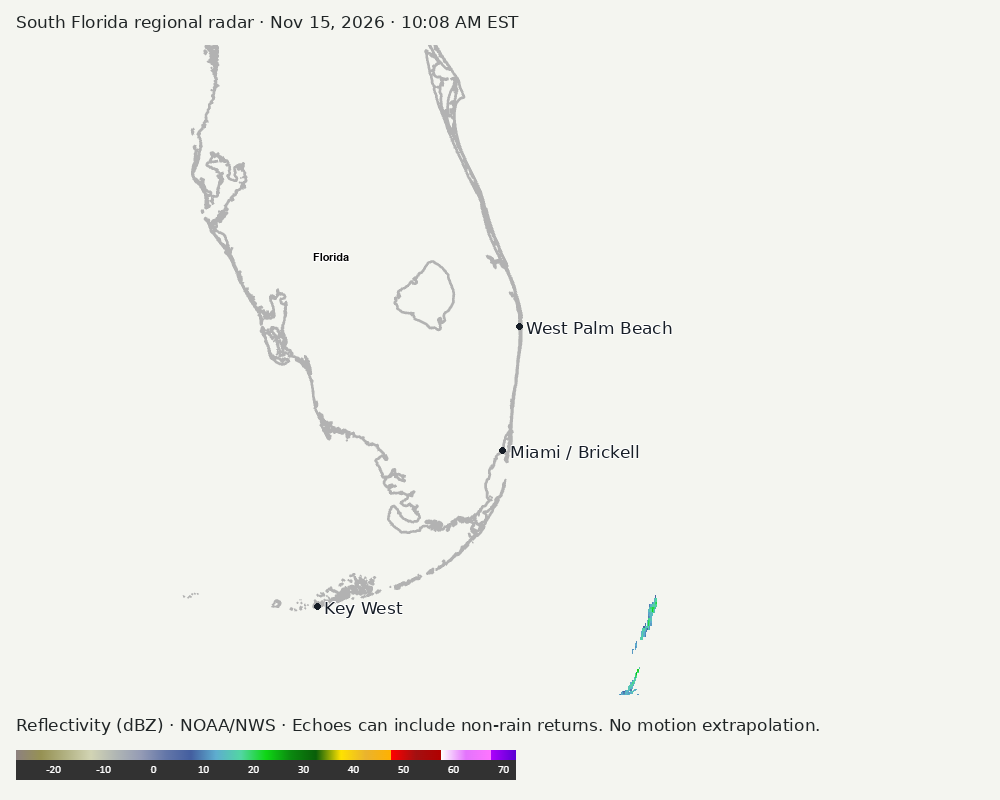 South Florida regional radar · Nov 15, 2026 · 10:08 AM EST
Florida
West Palm Beach
Miami / Brickell
Key West
Reflectivity (dBZ) · NOAA/NWS · Echoes can include non-rain returns. No motion extrapolation.
-20 -10 0 10 20 30 40 50 60 70